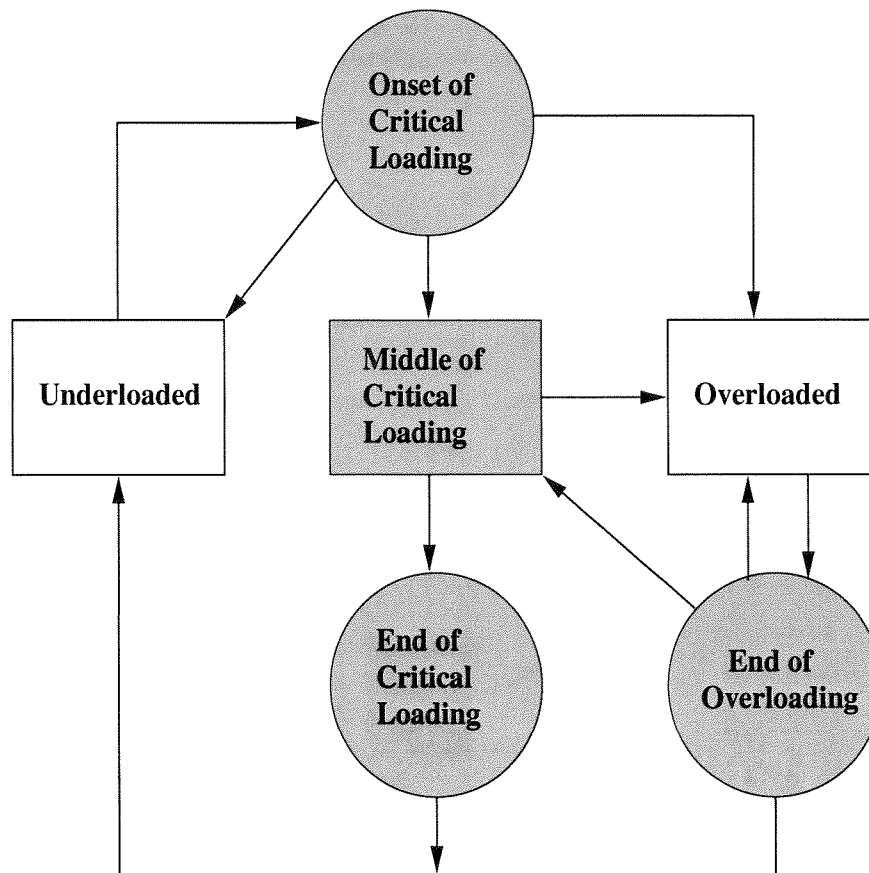 Onset of
Critical
Loading
Underloaded
Middle of
Critical
Loading
Overloaded
End of
Critical
Loading
End of
Overloading